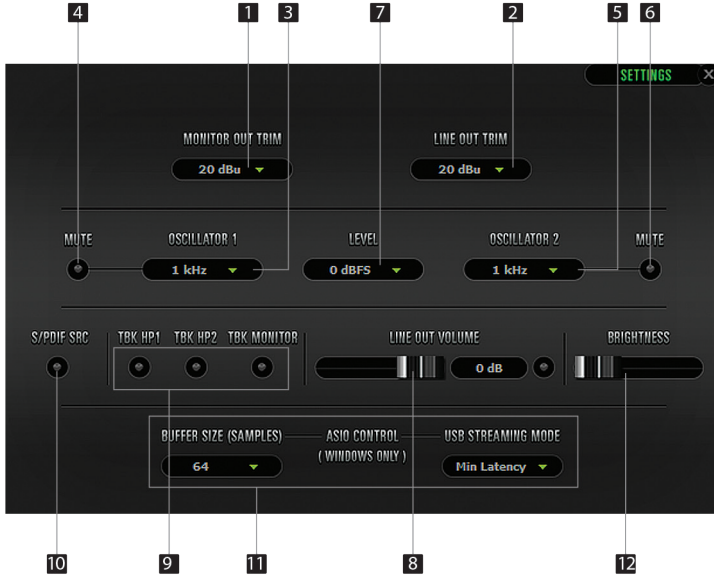 4 1 3 7 2 5 6
SETTINGS X
MONITOR OUT TRIM LINE OUT TRIM
20 dBu 20 dBu
MUTE OSCILLATOR 1 LEVEL OSCILLATOR 2 MUTE
1 kHz 0 dBFS 1 kHz
S/PDIF SRC TBK HP1 TBK HP2 TBK MONITOR LINE OUT VOLUME BRIGHTNESS
0 dB
BUFFER SIZE (SAMPLES) ASIO CONTROL USB STREAMING MODE
( WINDOWS ONLY )
64 Min Latency
10 9 11 8 12